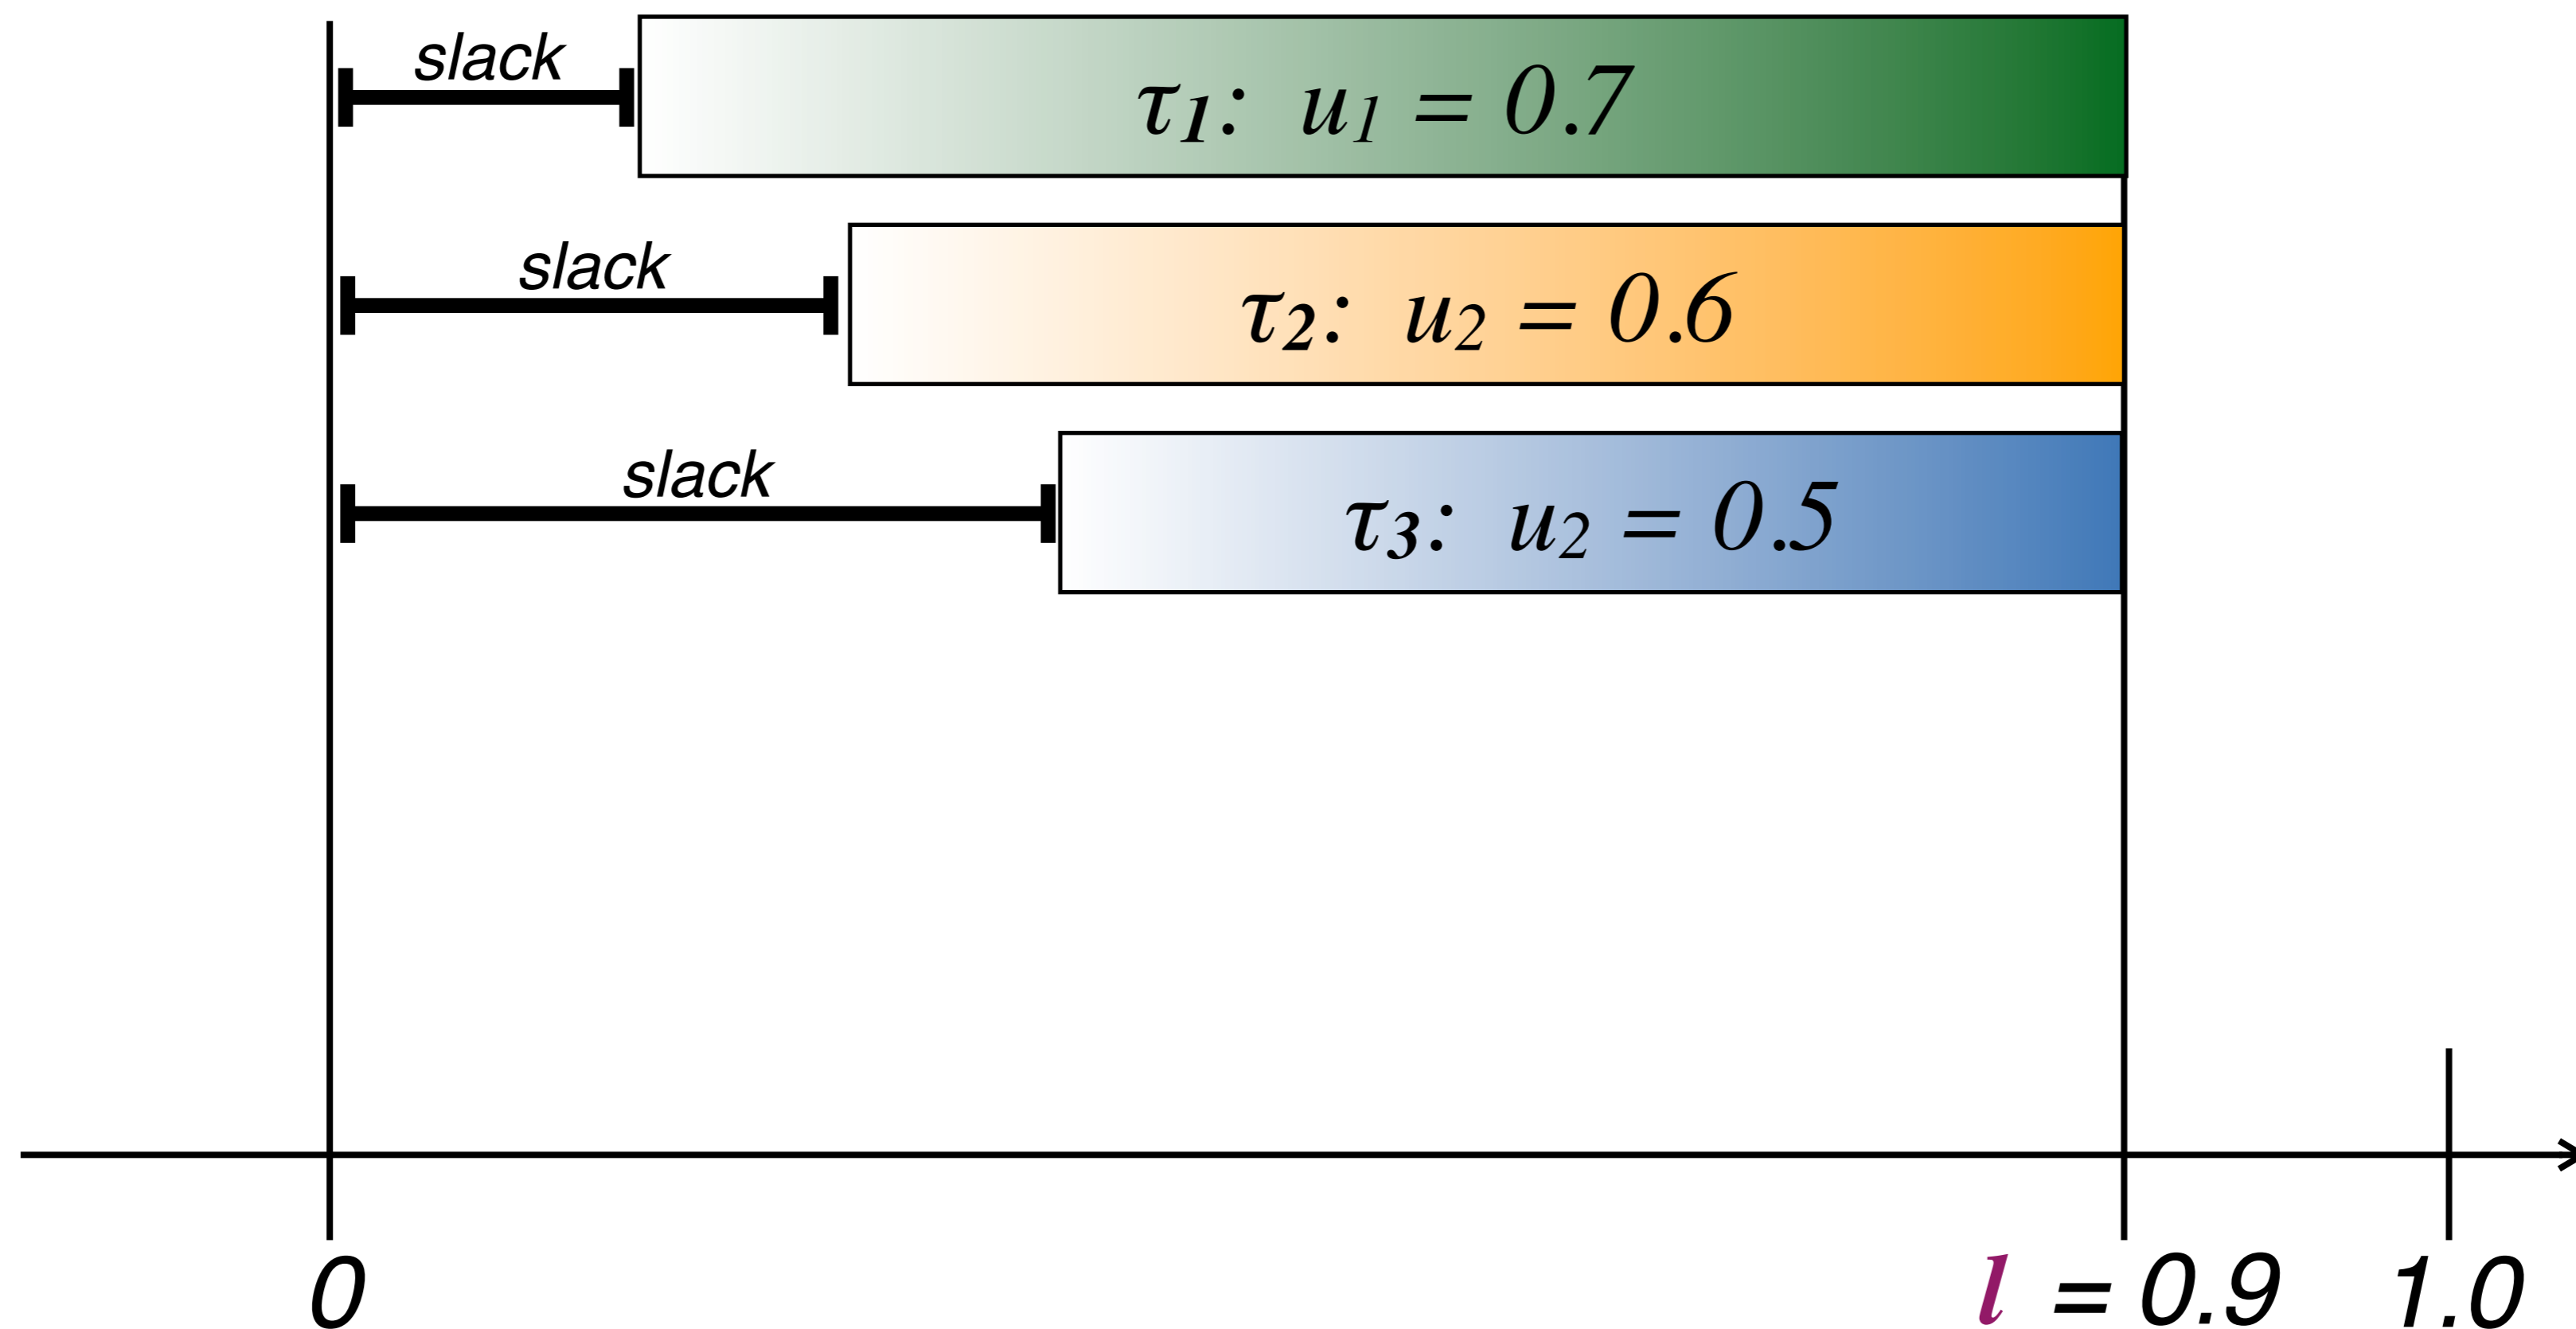 slack
τ1: u1 = 0.7
slack
τ2: u2 = 0.6
slack
τ3: u2 = 0.5
0
l = 0.9
1.0